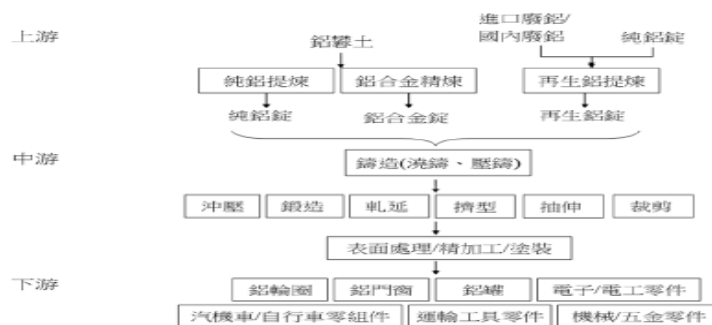 上游
進口廢鋁/
國內廢鋁 純鋁錠
鋁礬土
純鋁提煉 鋁合金精煉 再生鋁提煉
純鋁錠 鋁合金錠 再生鋁錠
中游
鑄造(澆鑄、壓鑄)
沖壓 鍛造 軋延 擠型 抽伸 裁剪
表面處理/精加工/塗裝
下游
鋁輪圈 鋁門窗 鋁罐 電子/電工零件
汽機車/自行車零組件 運輸工具零件 機械/五金零件